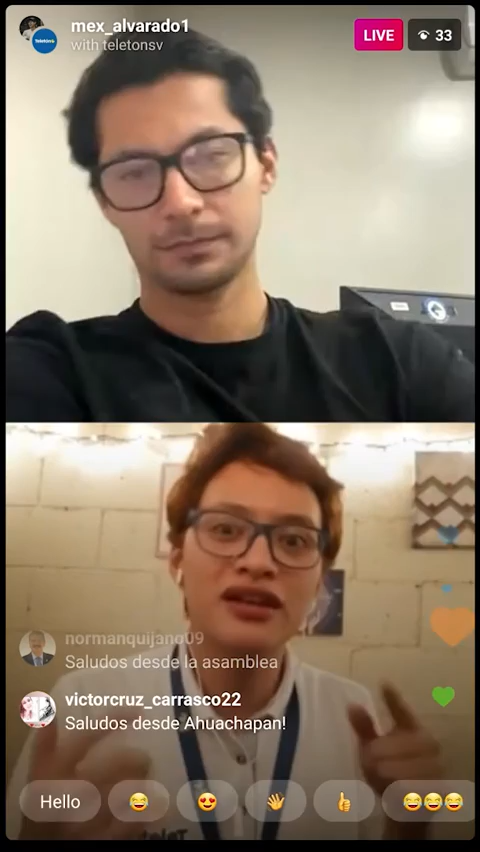 mex_alvarado1
with teletonsv
LIVE
33
normanquijano09
Saludos desde la asamblea
victorcruz_carrasco22
Saludos desde Ahuachapan!
Hello